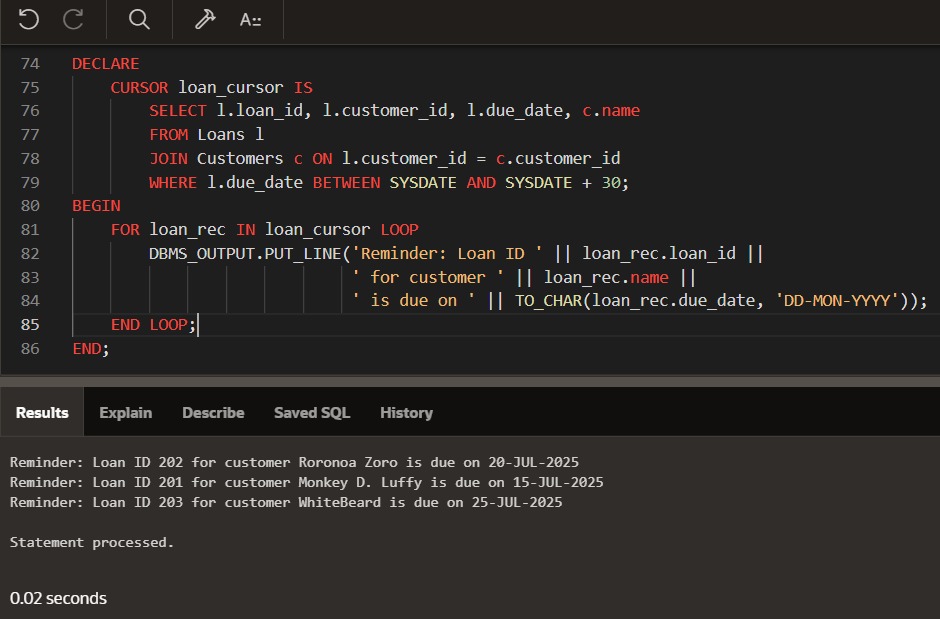 A::
74 DECLARE
75     CURSOR loan_cursor IS
76         SELECT l.loan_id, l.customer_id, l.due_date, c.name
77         FROM Loans l
78         JOIN Customers c ON l.customer_id = c.customer_id
79         WHERE l.due_date BETWEEN SYSDATE AND SYSDATE + 30;
80 BEGIN
81     FOR loan_rec IN loan_cursor LOOP
82         DBMS_OUTPUT.PUT_LINE('Reminder: Loan ID ' || loan_rec.loan_id ||
83                              ' for customer ' || loan_rec.name ||
84                              ' is due on ' || TO_CHAR(loan_rec.due_date, 'DD-MON-YYYY'));
85     END LOOP;
86 END;
Results Explain Describe Saved SQL History
Reminder: Loan ID 202 for customer Roronoa Zoro is due on 20-JUL-2025
Reminder: Loan ID 201 for customer Monkey D. Luffy is due on 15-JUL-2025
Reminder: Loan ID 203 for customer WhiteBeard is due on 25-JUL-2025
Statement processed.
0.02 seconds